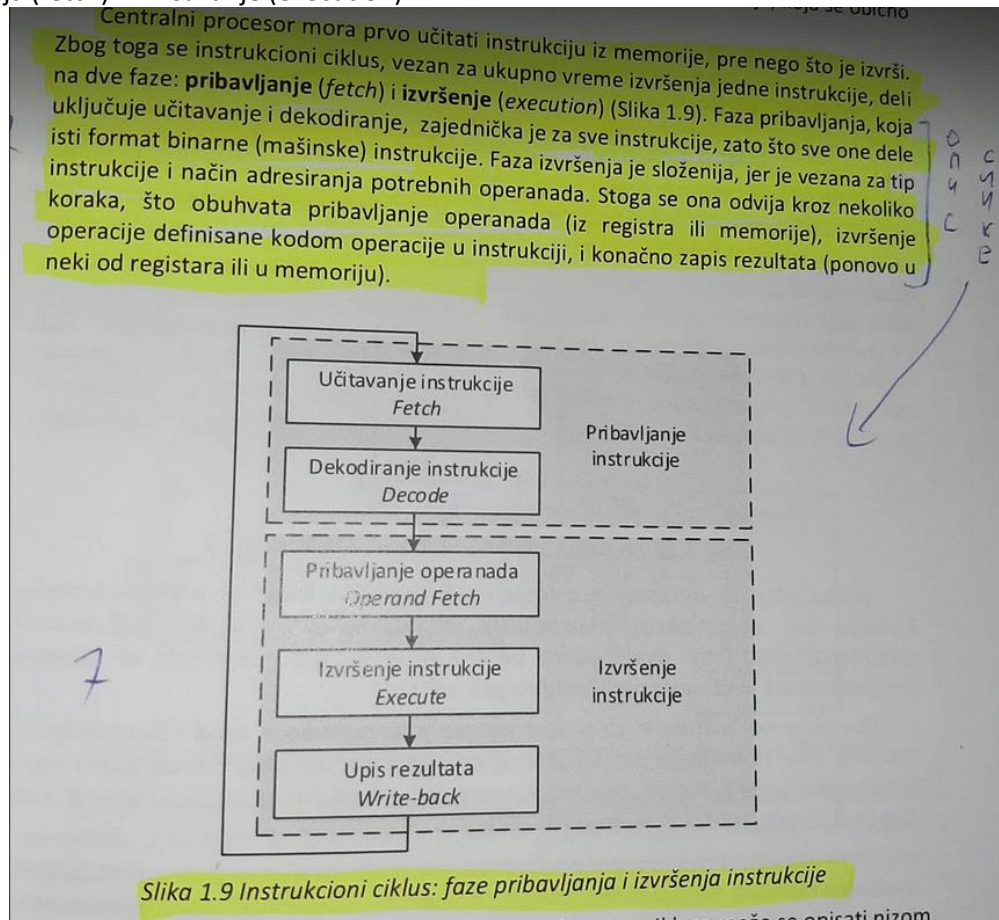 Centralni procesor mora prvo učitati instrukciju iz memorije, pre nego što je izvrši.
Zbog toga se instrukcioni ciklus, vezan za ukupno vreme izvršenja jedne instrukcije, deli
na dve faze: pribavljanje (fetch) i izvršenje (execution) (Slika 1.9). Faza pribavljanja, koja
uključuje učitavanje i dekodiranje, zajednička je za sve instrukcije, zato što sve one dele
isti format binarne (mašinske) instrukcije. Faza izvršenja je složenija, jer je vezana za tip
instrukcije i način adresiranja potrebnih operanada. Stoga se ona odvija kroz nekoliko
koraka, što obuhvata pribavljanje operanada (iz registra ili memorije), izvršenje
operacije definisane kodom operacije u instrukciji, i konačno zapis rezultata (ponovo u
neki od registara ili u memoriju).
опис
слике
Učitavanje instrukcije
Fetch
Dekodiranje instrukcije
Decode
Pribavljanje
instrukcije
Pribavljanje operanada
Operand Fetch
Izvršenje instrukcije
Execute
Upis rezultata
Write-back
Izvršenje
instrukcije
7
Slika 1.9 Instrukcioni ciklus: faze pribavljanja i izvršenja instrukcije